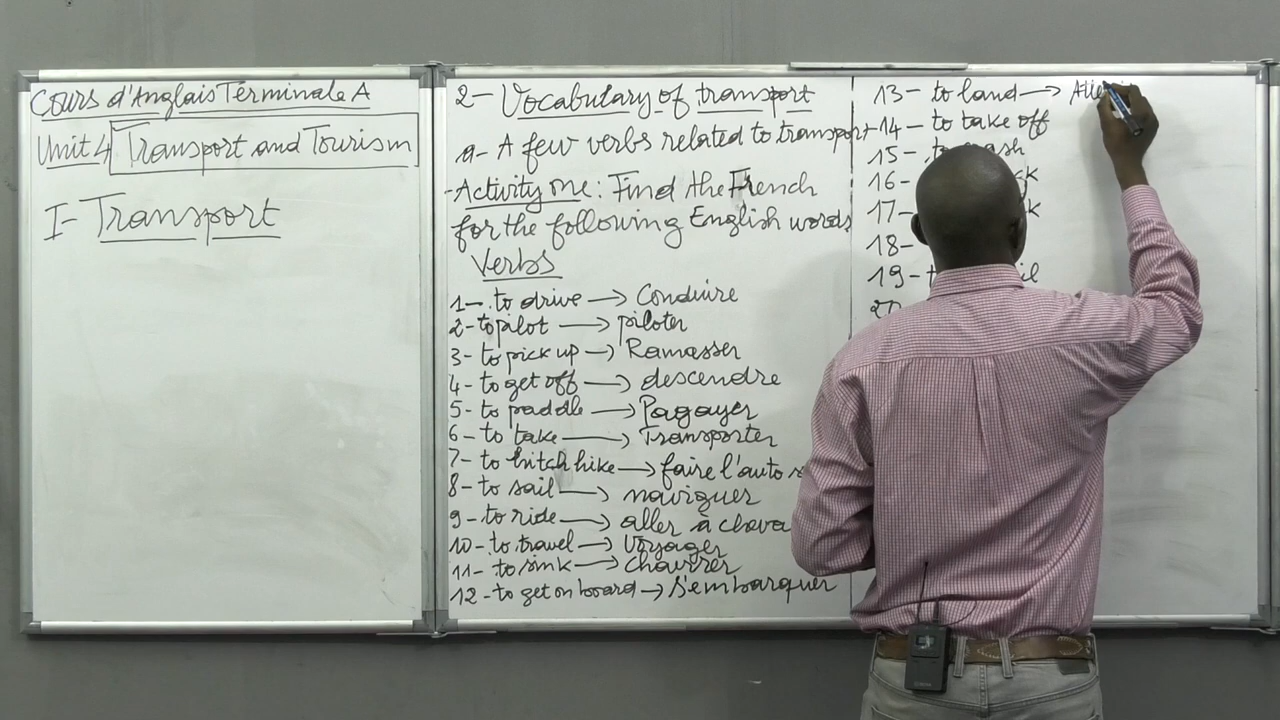 Cours d'Anglais Terminale A
Unit 4 Transport and Tourism
I- Transport
2- Vocabulary of transport
a- A few verbs related to transport
-Activity one: Find the French
for the following English words
Verbs
1- to drive → Conduire
2- to pilot → piloter
3- to pick up → Ramasser
4- to get off → descendre
5- to paddle → Pagayer
6- to take → Transporter
7- to hitch hike → faire l'auto
8- to sail → naviguer
9- to ride → aller à cheva
10- to travel → Voyager
11- to sink →
12- to get on board → S'embarquer
13- to land →
14- to take off
15-
16-
17-
18-
19-
20